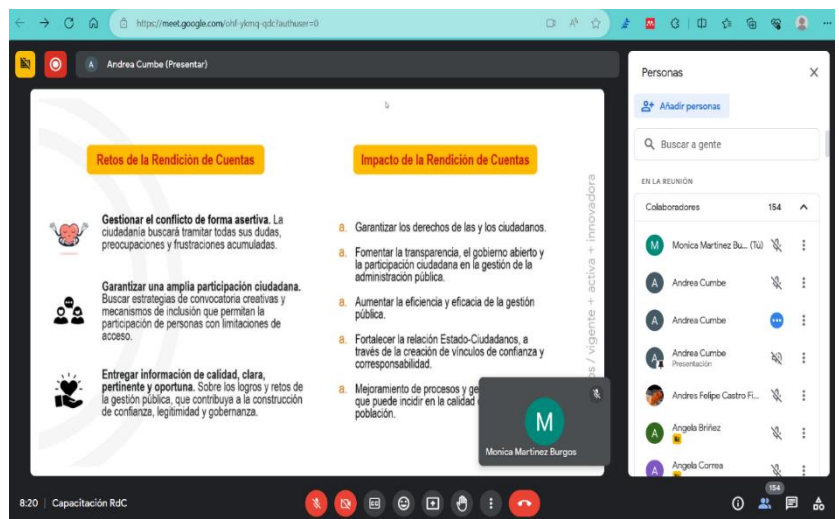 https://meet.google.com/ohf-ykmq-qdc?authuser=0
A Andrea Cumbe (Presentar)
Retos de la Rendición de Cuentas
Gestionar el conflicto de forma asertiva. La
ciudadanía buscará tramitar todas sus dudas,
preocupaciones y frustraciones acumuladas.
Garantizar una amplia participación ciudadana.
Buscar estrategias de convocatoria creativas y
mecanismos de inclusión que permitan la
participación de personas con limitaciones de
acceso.
Entregar información de calidad, clara,
pertinente y oportuna. Sobre los logros y retos de
la gestión pública, que contribuya a la construcción
de confianza, legitimidad y gobernanza.
Impacto de la Rendición de Cuentas
a. Garantizar los derechos de las y los ciudadanos.
a. Fomentar la transparencia, el gobierno abierto y
la participación ciudadana en la gestión de la
administración pública.
a. Aumentar la eficiencia y eficacia de la gestión
pública.
a. Fortalecer la relación Estado-Ciudadanos, a
través de la creación de vínculos de confianza y
corresponsabilidad.
a. Mejoramiento de procesos y ge
que puede incidir en la calidad
población.
/ vigente + activa + innovadora
M
Monica Martinez Burgos
Personas
Añadir personas
Buscar a gente
EN LA REUNIÓN
Colaboradores 154
M Monica Martinez Bu... (Tú)
A Andrea Cumbe
A Andrea Cumbe
A Andrea Cumbe
Presentación
Andres Felipe Castro Fi...
A Angela Briñez
A Angela Correa
8:20 | Capacitación RdC
154